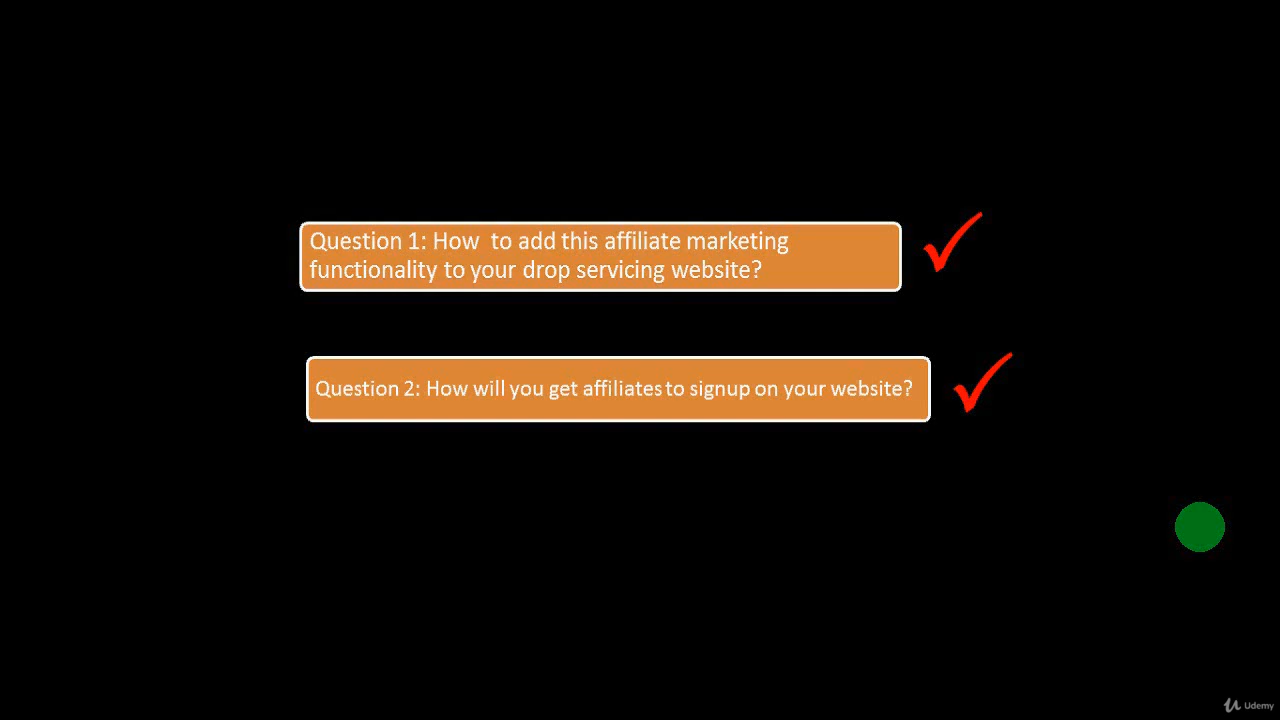 Question 1: How to add this affiliate marketing
functionality to your drop servicing website?
Question 2: How will you get affiliates to signup on your website?
Udemy